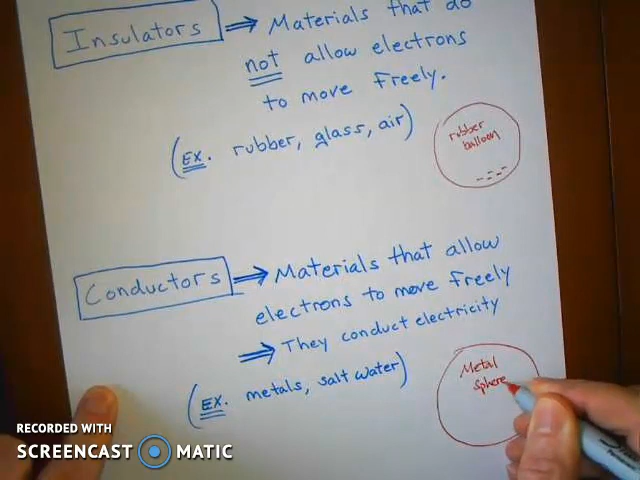 Insulators ⇒ Materials that do
not allow electrons
to move freely.
(EX. rubber, glass, air)
rubber
balloon
Conductors ⇒ Materials that allow
electrons to move freely
⇒ They conduct electricity
(EX. metals, salt water)
Metal
sphere
RECORDED WITH
SCREENCAST MATIC